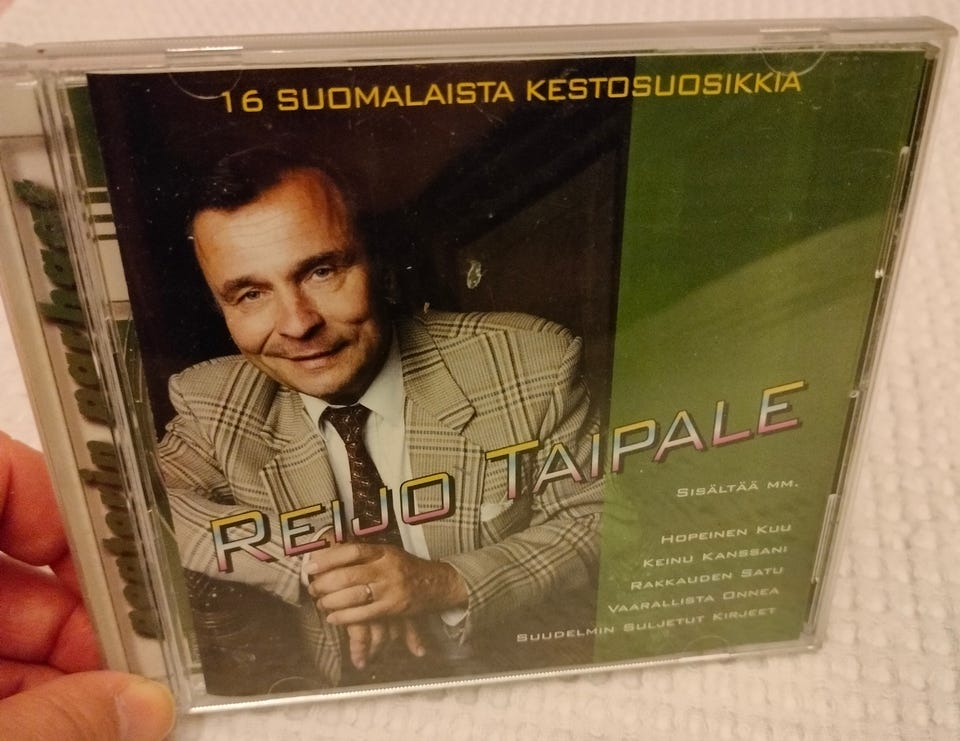 16 SUOMALAISTA KESTOSUOSIKKIA
REIJO TAIPALE
SISÄLTÄÄ MM.
HOPEINEN KUU
KEINU KANSSANI
RAKKAUDEN SATU
VAARALLISTA ONNEA
SUUDELMIN SULJETUT KIRJEET